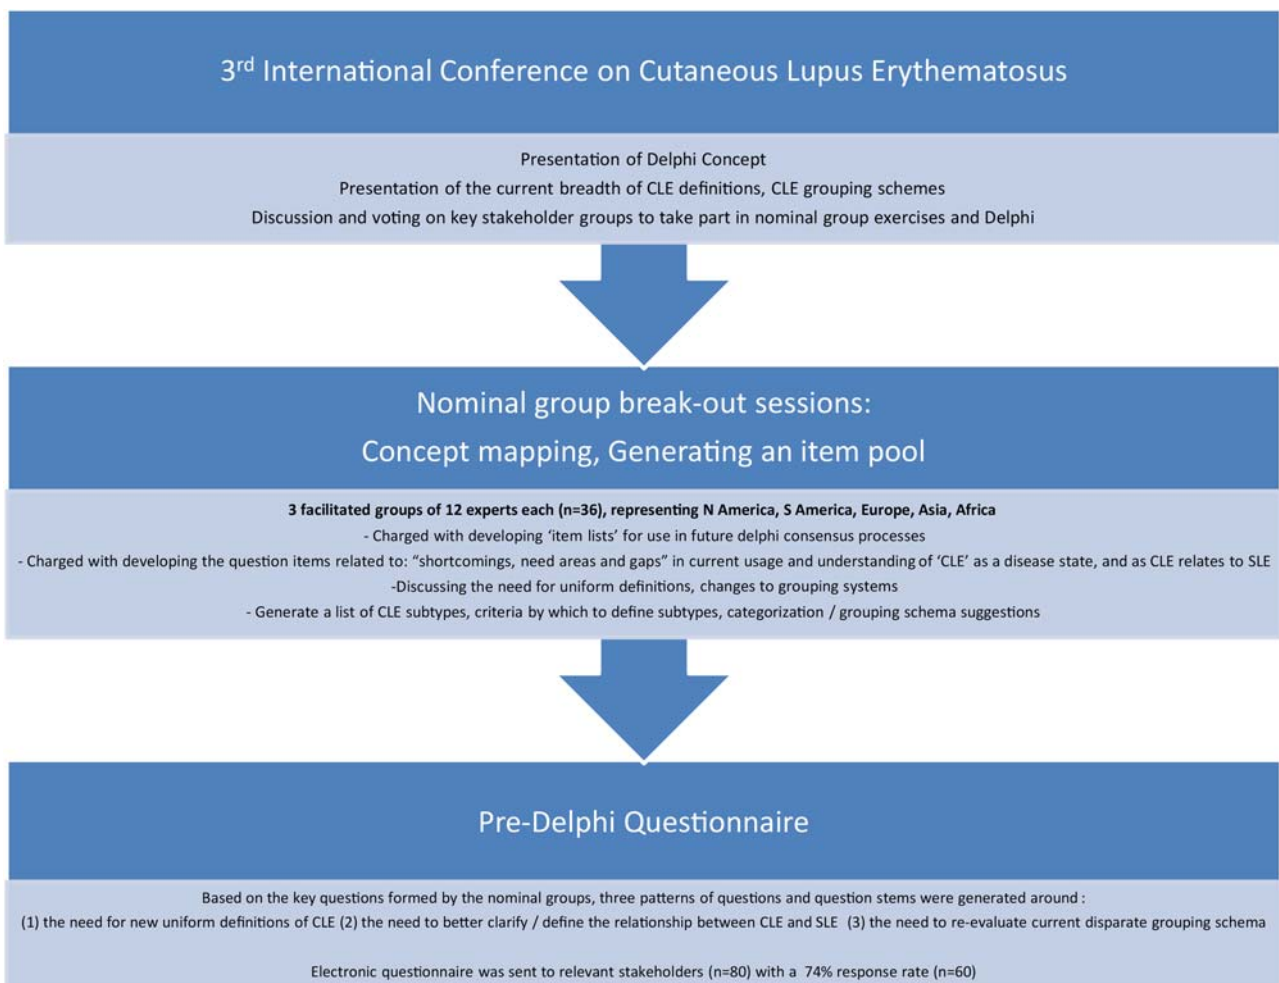 3rd International Conference on Cutaneous Lupus Erythematosus
Presentation of Delphi Concept
Presentation of the current breadth of CLE definitions, CLE grouping schemes
Discussion and voting on key stakeholder groups to take part in nominal group exercises and Delphi
Nominal group break-out sessions:
Concept mapping, Generating an item pool
3 facilitated groups of 12 experts each (n=36), representing N America, S America, Europe, Asia, Africa
- Charged with developing 'item lists' for use in future delphi consensus processes
- Charged with developing the question items related to: "shortcomings, need areas and gaps" in current usage and understanding of 'CLE' as a disease state, and as CLE relates to SLE
-Discussing the need for uniform definitions, changes to grouping systems
- Generate a list of CLE subtypes, criteria by which to define subtypes, categorization / grouping schema suggestions
Pre-Delphi Questionnaire
Based on the key questions formed by the nominal groups, three patterns of questions and question stems were generated around :
(1) the need for new uniform definitions of CLE (2) the need to better clarify / define the relationship between CLE and SLE (3) the need to re-evaluate current disparate grouping schema
Electronic questionnaire was sent to relevant stakeholders (n=80) with a 74% response rate (n=60)